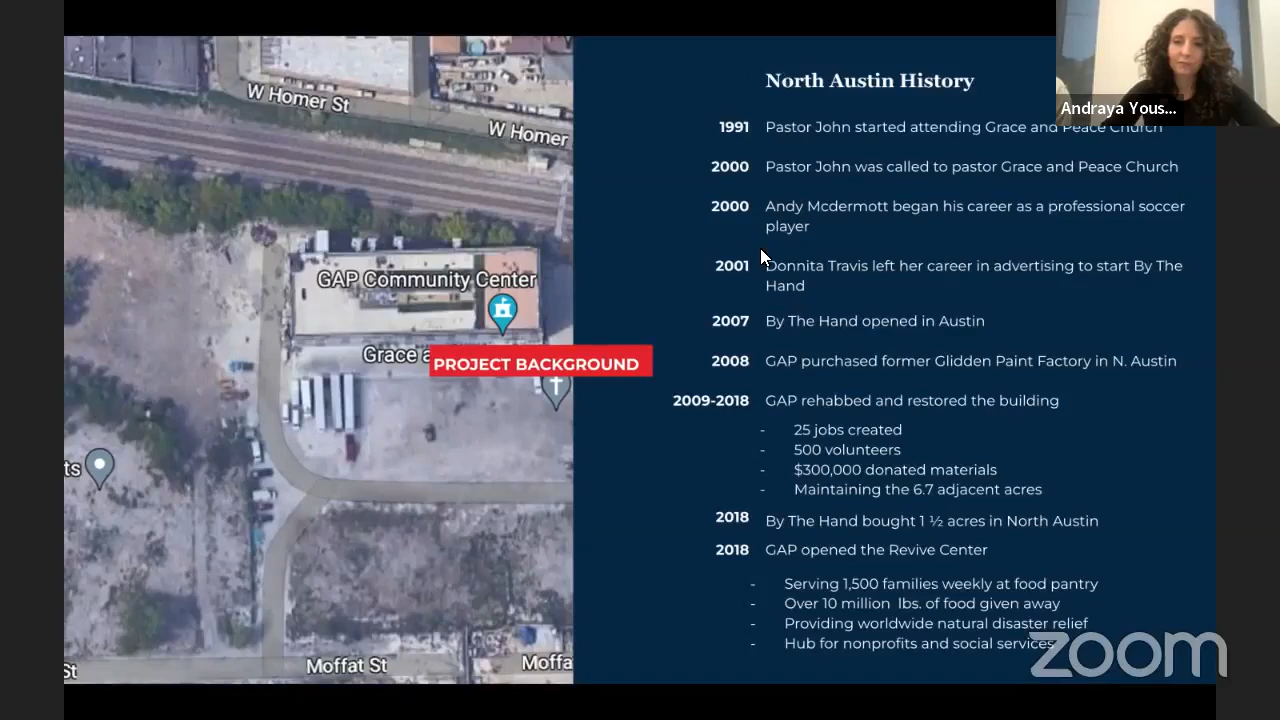 W Homer St
W Homer
GAP Community Center
Grace a
PROJECT BACKGROUND
ts
Moffat St
Moffa
St
North Austin History
1991 Pastor John started attending Grace and Peace Church
2000 Pastor John was called to pastor Grace and Peace Church
2000 Andy Mcdermott began his career as a professional soccer
player
2001 Donnita Travis left her career in advertising to start By The
Hand
2007 By The Hand opened in Austin
2008 GAP purchased former Glidden Paint Factory in N. Austin
2009-2018 GAP rehabbed and restored the building
- 25 jobs created
- 500 volunteers
- $300,000 donated materials
- Maintaining the 6.7 adjacent acres
2018 By The Hand bought 1 ½ acres in North Austin
2018 GAP opened the Revive Center
- Serving 1,500 families weekly at food pantry
- Over 10 million lbs. of food given away
- Providing worldwide natural disaster relief
- Hub for nonprofits and social services
Andraya Yous...
zoom